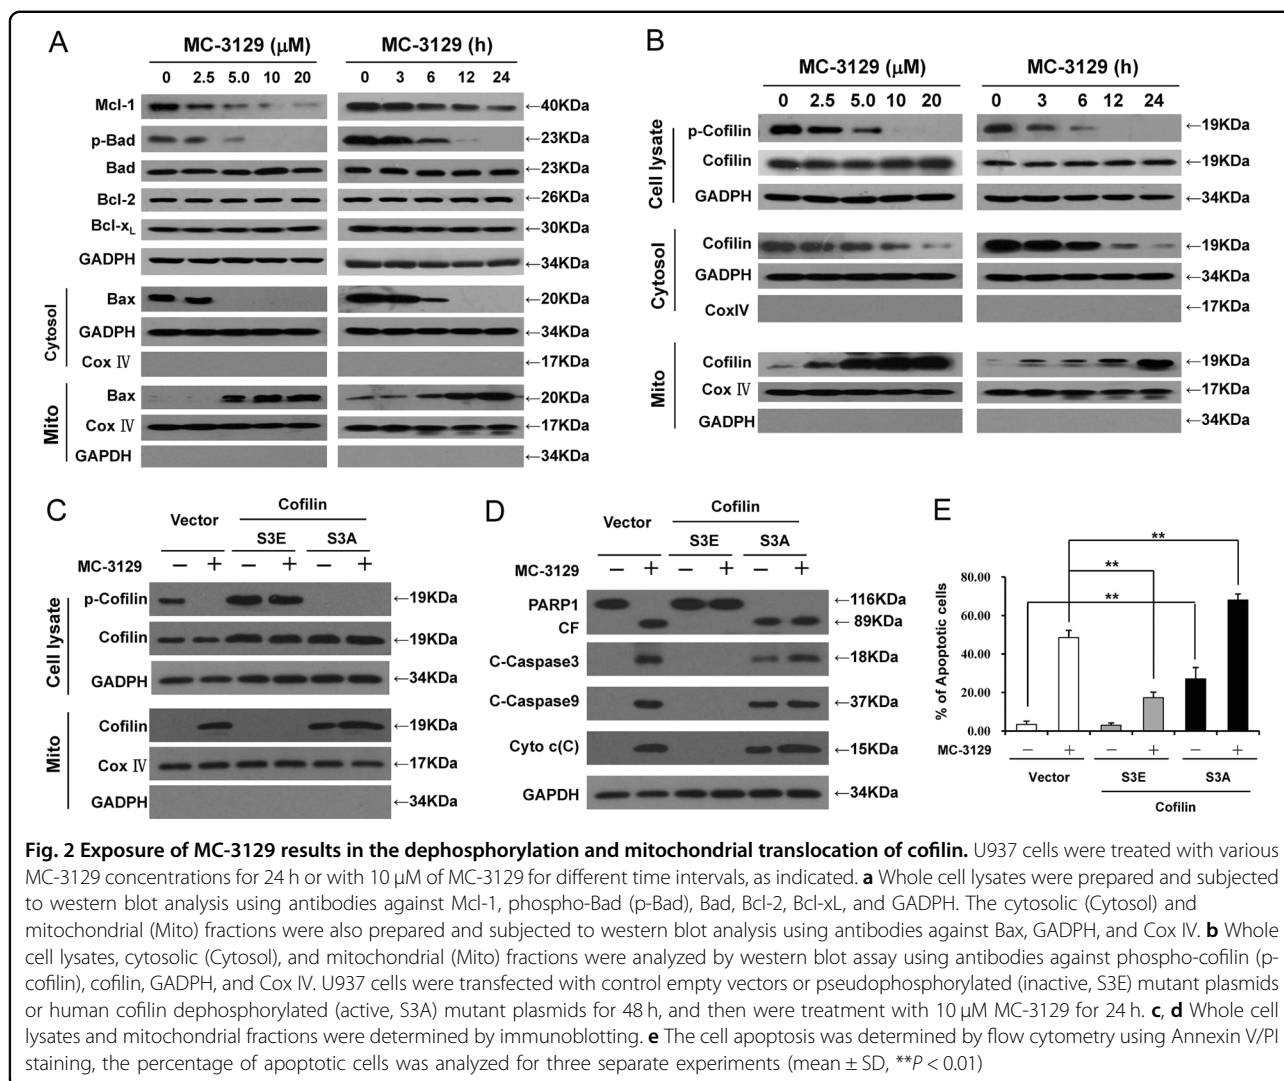 A
MC-3129 (μM) MC-3129 (h)
0 2.5 5.0 10 20 0 3 6 12 24
Mcl-1 ←40KDa
p-Bad ←23KDa
Bad ←23KDa
Bcl-2 ←26KDa
Bcl-xL ←30KDa
GADPH ←34KDa
Cytosol
Bax ←20KDa
GADPH ←34KDa
Cox Ⅳ ←17KDa
Mito
Bax ←20KDa
Cox Ⅳ ←17KDa
GAPDH ←34KDa
B
MC-3129 (μM) MC-3129 (h)
0 2.5 5.0 10 20 0 3 6 12 24
Cell lysate
p-Cofilin ←19KDa
Cofilin ←19KDa
GADPH ←34KDa
Cytosol
Cofilin ←19KDa
GADPH ←34KDa
CoxIV ←17KDa
Mito
Cofilin ←19KDa
Cox Ⅳ ←17KDa
GADPH ←34KDa
C
Cofilin
Vector
S3E S3A
MC-3129 − + − + − +
Cell lysate
p-Cofilin ←19KDa
Cofilin ←19KDa
GADPH ←34KDa
Mito
Cofilin ←19KDa
Cox Ⅳ ←17KDa
GADPH ←34KDa
D
Cofilin
Vector
S3E S3A
MC-3129 − + − + − +
PARP1 ←116KDa
CF ←89KDa
C-Caspase3 ←18KDa
C-Caspase9 ←37KDa
Cyto c(C) ←15KDa
GAPDH ←34KDa
E
% of Apoptotic cells
80.00
60.00
40.00
20.00
0.00
**
**
**
MC-3129 − + − + − +
Vector S3E S3A
Cofilin
Fig. 2 Exposure of MC-3129 results in the dephosphorylation and mitochondrial translocation of cofilin. U937 cells were treated with various
MC-3129 concentrations for 24 h or with 10 μM of MC-3129 for different time intervals, as indicated. a Whole cell lysates were prepared and subjected
to western blot analysis using antibodies against Mcl-1, phospho-Bad (p-Bad), Bad, Bcl-2, Bcl-xL, and GADPH. The cytosolic (Cytosol) and
mitochondrial (Mito) fractions were also prepared and subjected to western blot analysis using antibodies against Bax, GADPH, and Cox IV. b Whole
cell lysates, cytosolic (Cytosol), and mitochondrial (Mito) fractions were analyzed by western blot assay using antibodies against phospho-cofilin (p-
cofilin), cofilin, GADPH, and Cox IV. U937 cells were transfected with control empty vectors or pseudophosphorylated (inactive, S3E) mutant plasmids
or human cofilin dephosphorylated (active, S3A) mutant plasmids for 48 h, and then were treatment with 10 μM MC-3129 for 24 h. c, d Whole cell
lysates and mitochondrial fractions were determined by immunoblotting. e The cell apoptosis was determined by flow cytometry using Annexin V/PI
staining, the percentage of apoptotic cells was analyzed for three separate experiments (mean ± SD, **P < 0.01)